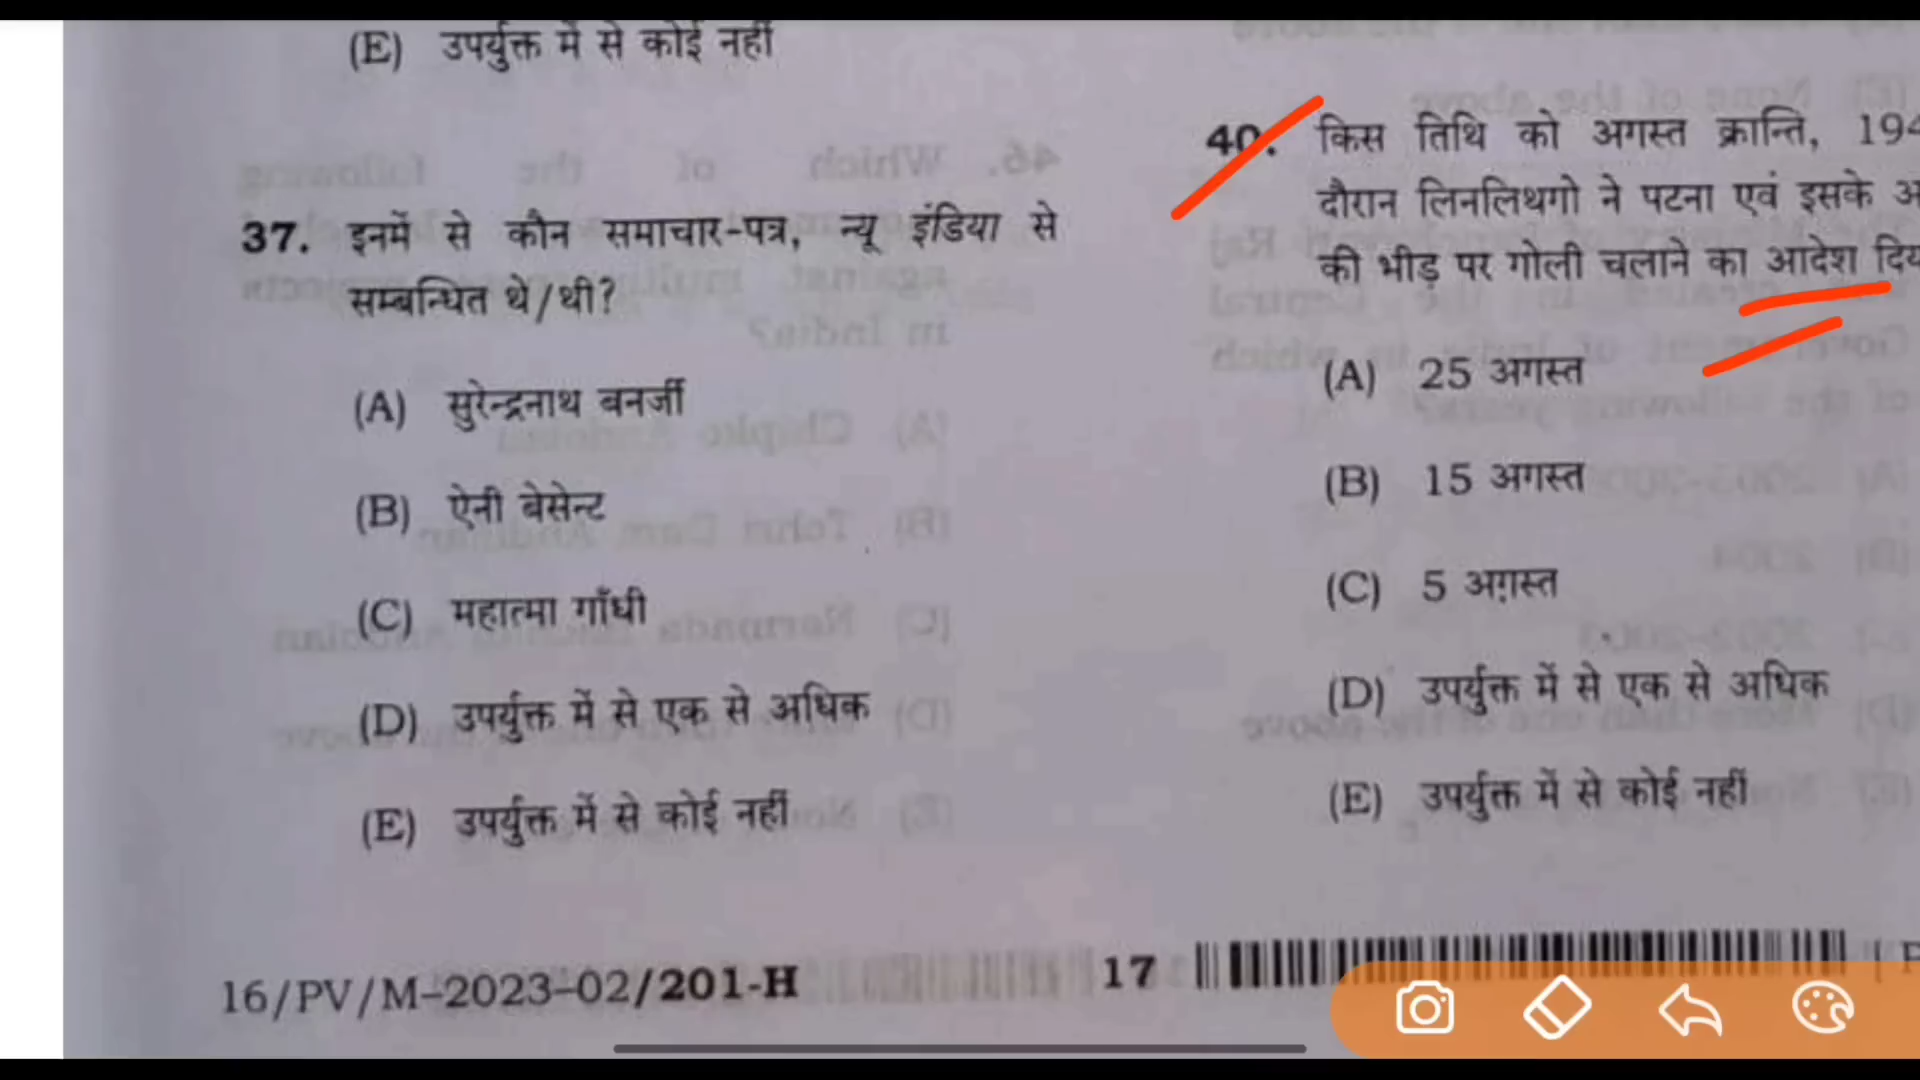 (E) उपर्युक्त में से कोई नहीं
37. इनमें से कौन समाचार-पत्र, न्यू इंडिया से
सम्बन्धित थे/थी?
(A) सुरेन्द्रनाथ बनर्जी
(B) ऐनी बेसेन्ट
(C) महात्मा गाँधी
(D) उपर्युक्त में से एक से अधिक
(E) उपर्युक्त में से कोई नहीं
16/PV/M-2023-02/201-H
17
40. किस तिथि को अगस्त क्रान्ति, 194
दौरान लिनलिथगो ने पटना एवं इसके
की भीड़ पर गोली चलाने का आदेश
(A) 25 अगस्त
(B) 15 अगस्त
(C) 5 अगस्त
(D) उपर्युक्त में से एक से अधिक
(E) उपर्युक्त में से कोई नहीं